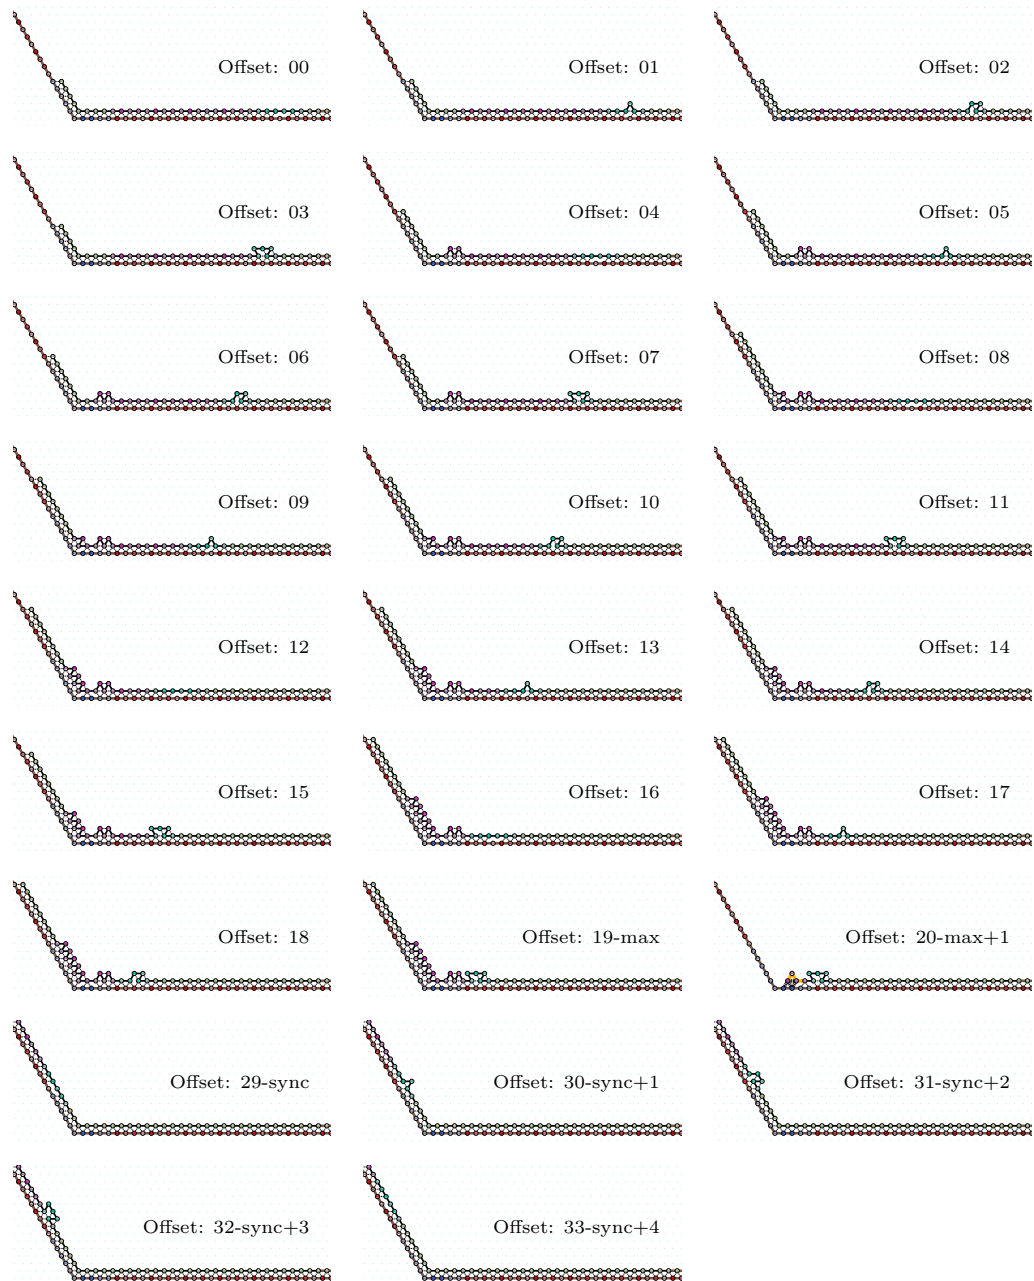 Offset: 00
Offset: 01
Offset: 02
Offset: 03
Offset: 04
Offset: 05
Offset: 06
Offset: 07
Offset: 08
Offset: 09
Offset: 10
Offset: 11
Offset: 12
Offset: 13
Offset: 14
Offset: 15
Offset: 16
Offset: 17
Offset: 18
Offset: 19-max
Offset: 20-max+1
Offset: 29-sync
Offset: 30-sync+1
Offset: 31-sync+2
Offset: 32-sync+3
Offset: 33-sync+4